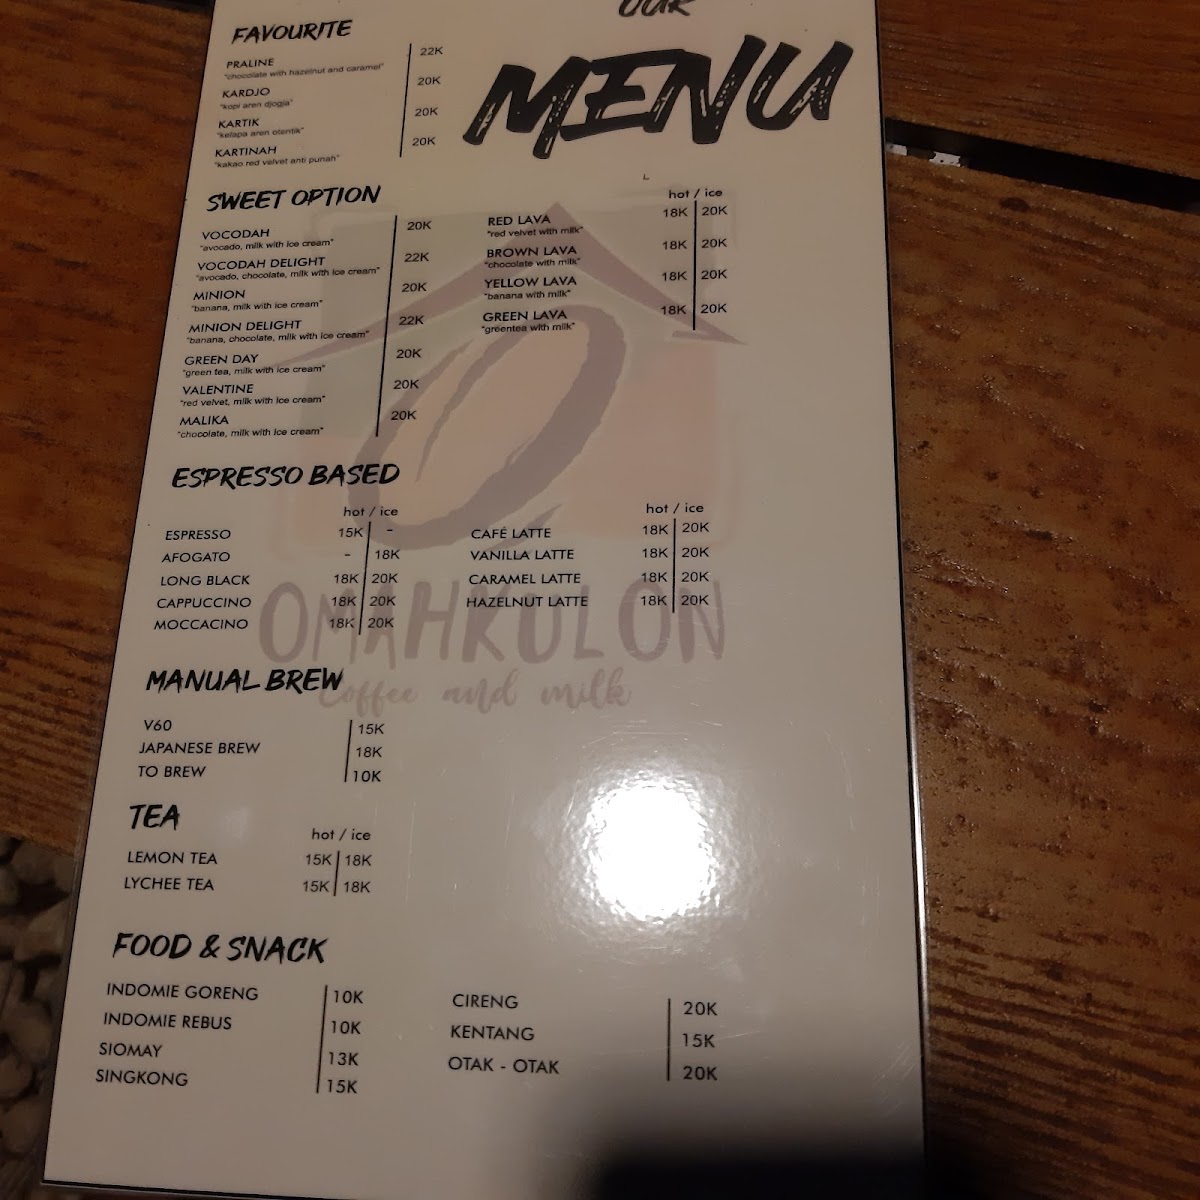 OUR
MENU
FAVOURITE
PRALINE 22K
"chocolate with hazelnut and caramel"
KARDJO 20K
"kopi aren djogja"
KARTIK 20K
"kelapa aren otentik"
KARTINAH 20K
"kakao red velvet anti punah"
SWEET OPTION
VOCODAH 20K
"avocado, milk with ice cream"
VOCODAH DELIGHT 22K
"avocado, chocolate, milk with ice cream"
MINION 20K
"banana, milk with ice cream"
MINION DELIGHT 22K
"banana, chocolate, milk with ice cream"
GREEN DAY 20K
"green tea, milk with ice cream"
VALENTINE 20K
"red velvet, milk with ice cream"
MALIKA 20K
"chocolate, milk with ice cream"
hot / ice
RED LAVA 18K 20K
"red velvet with milk"
BROWN LAVA 18K 20K
"chocolate with milk"
YELLOW LAVA 18K 20K
"banana with milk"
GREEN LAVA 18K 20K
"greentea with milk"
ESPRESSO BASED
hot / ice
ESPRESSO 15K -
AFOGATO - 18K
LONG BLACK 18K 20K
CAPPUCCINO 18K 20K
MOCCACINO 18K 20K
hot / ice
CAFÉ LATTE 18K 20K
VANILLA LATTE 18K 20K
CARAMEL LATTE 18K 20K
HAZELNUT LATTE 18K 20K
OMAHKULON
coffee and milk
MANUAL BREW
V60 15K
JAPANESE BREW 18K
TO BREW 10K
TEA
hot / ice
LEMON TEA 15K 18K
LYCHEE TEA 15K 18K
FOOD & SNACK
INDOMIE GORENG 10K
INDOMIE REBUS 10K
SIOMAY 13K
SINGKONG 15K
CIRENG 20K
KENTANG 15K
OTAK - OTAK 20K